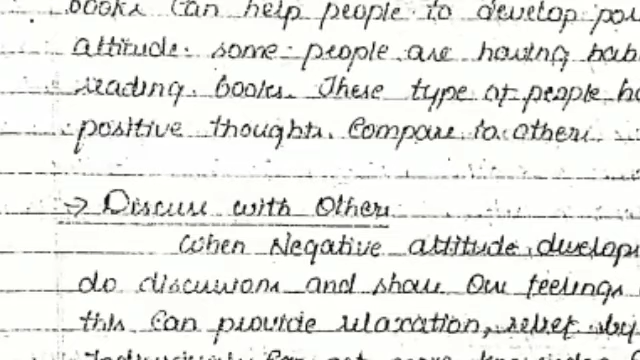 books can help people to develop
attitude. some people are having
reading books. These type of people
positive thoughts. Compare to others.
→ Discuss with Others
When Negative attitude
do discussions and share Our feelings
this can provide relaxation, relief